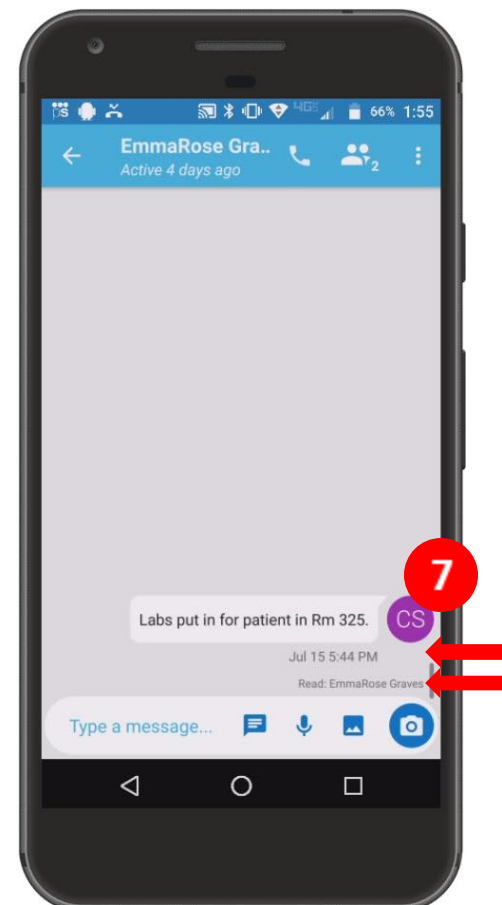 4GE 66% 1:55
EmmaRose Gra..
Active 4 days ago
2
7
Labs put in for patient in Rm 325.
CS
Jul 15 5:44 PM
Read: EmmaRose Graves
Type a message...